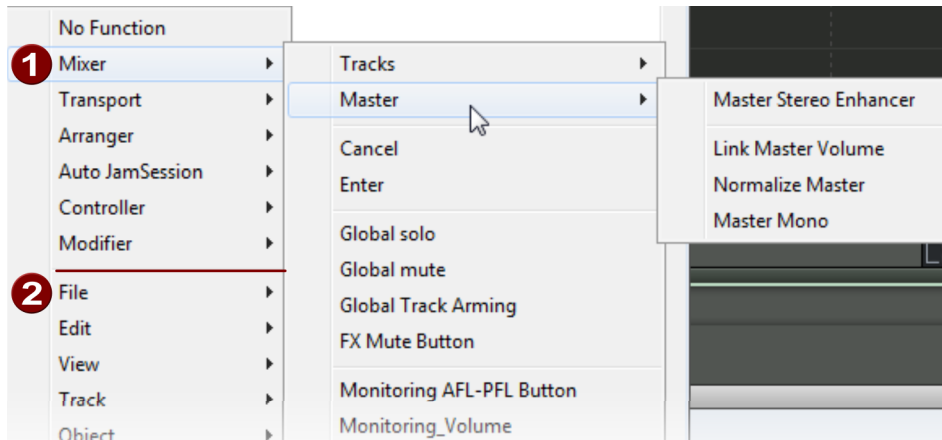 No Function
1
Mixer
Transport
Arranger
Auto JamSession
Controller
Modifier
2
File
Edit
View
Track
Object
Tracks
Master
Cancel
Enter
Global solo
Global mute
Global Track Arming
FX Mute Button
Monitoring AFL-PFL Button
Monitoring_Volume
Master Stereo Enhancer
Link Master Volume
Normalize Master
Master Mono